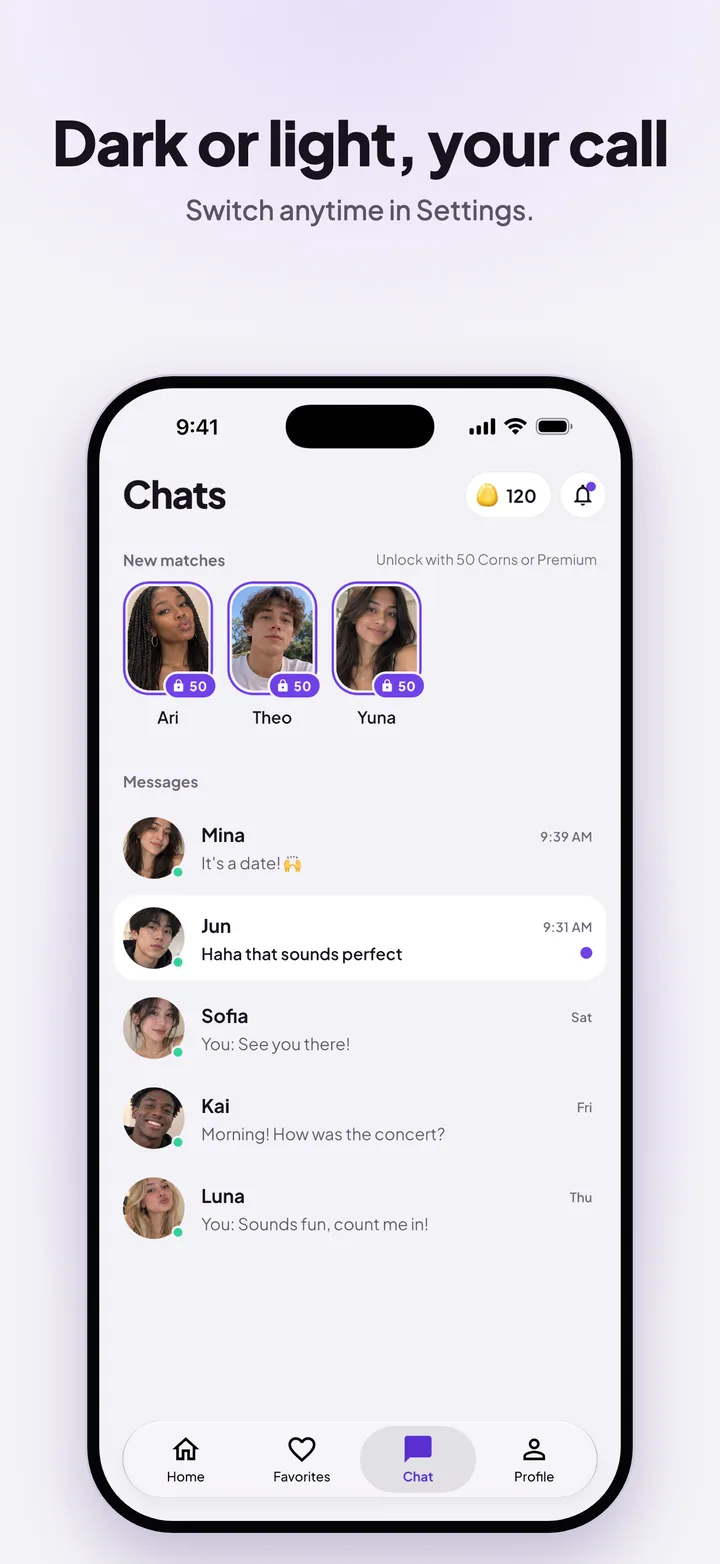 Dark or light, your call
Switch anytime in Settings.
9:41
Chats
120
New matches
Unlock with 50 Corns or Premium
50
50
50
Ari
Theo
Yuna
Messages
Mina
9:39 AM
It's a date! 🙌
Jun
9:31 AM
Haha that sounds perfect
Sofia
Sat
You: See you there!
Kai
Fri
Morning! How was the concert?
Luna
Thu
You: Sounds fun, count me in!
Home
Favorites
Chat
Profile